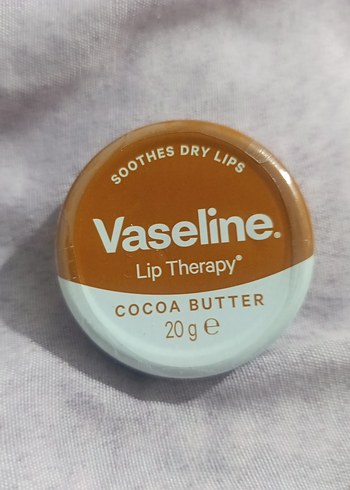 SOOTHES DRY LIPS
Vaseline.
Lip Therapy®
COCOA BUTTER
20 g ℮